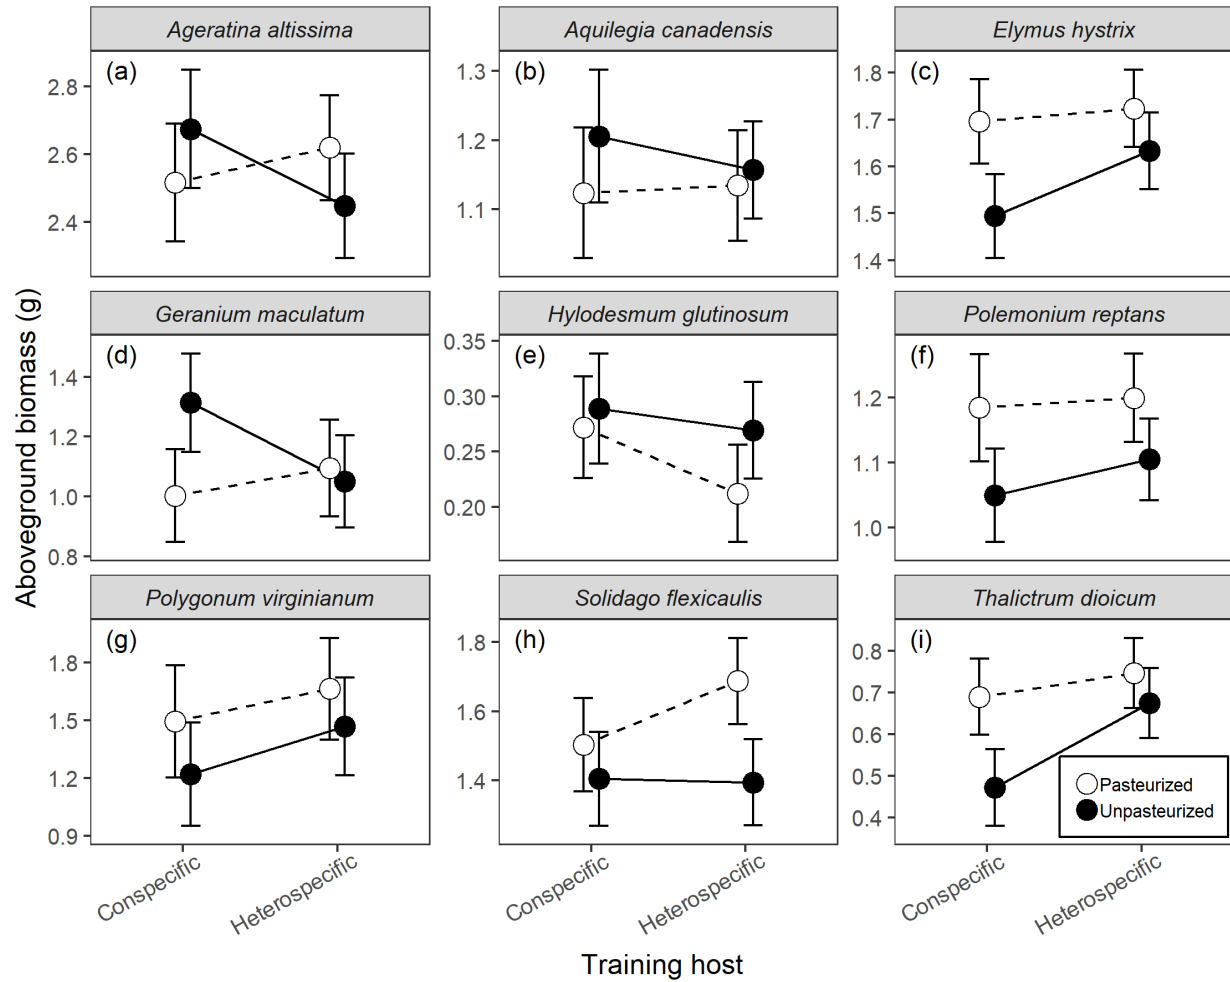 Ageratina altissima
Aquilegia canadensis
Elymus hystrix
(a)
2.8
2.6
2.4
(b)
1.3
1.2
1.1
(c)
1.8
1.7
1.6
1.5
1.4
Geranium maculatum
Hylodesmum glutinosum
Polemonium reptans
(d)
1.4
1.2
1.0
0.8
(e)
0.35
0.30
0.25
0.20
(f)
1.2
1.1
1.0
Polygonum virginianum
Solidago flexicaulis
Thalictrum dioicum
(g)
1.8
1.5
1.2
0.9
(h)
1.8
1.6
1.4
(i)
0.8
0.7
0.6
0.5
0.4
Pasteurized
Unpasteurized
Conspecific
Heterospecific
Conspecific
Heterospecific
Conspecific
Heterospecific
Aboveground biomass (g)
Training host